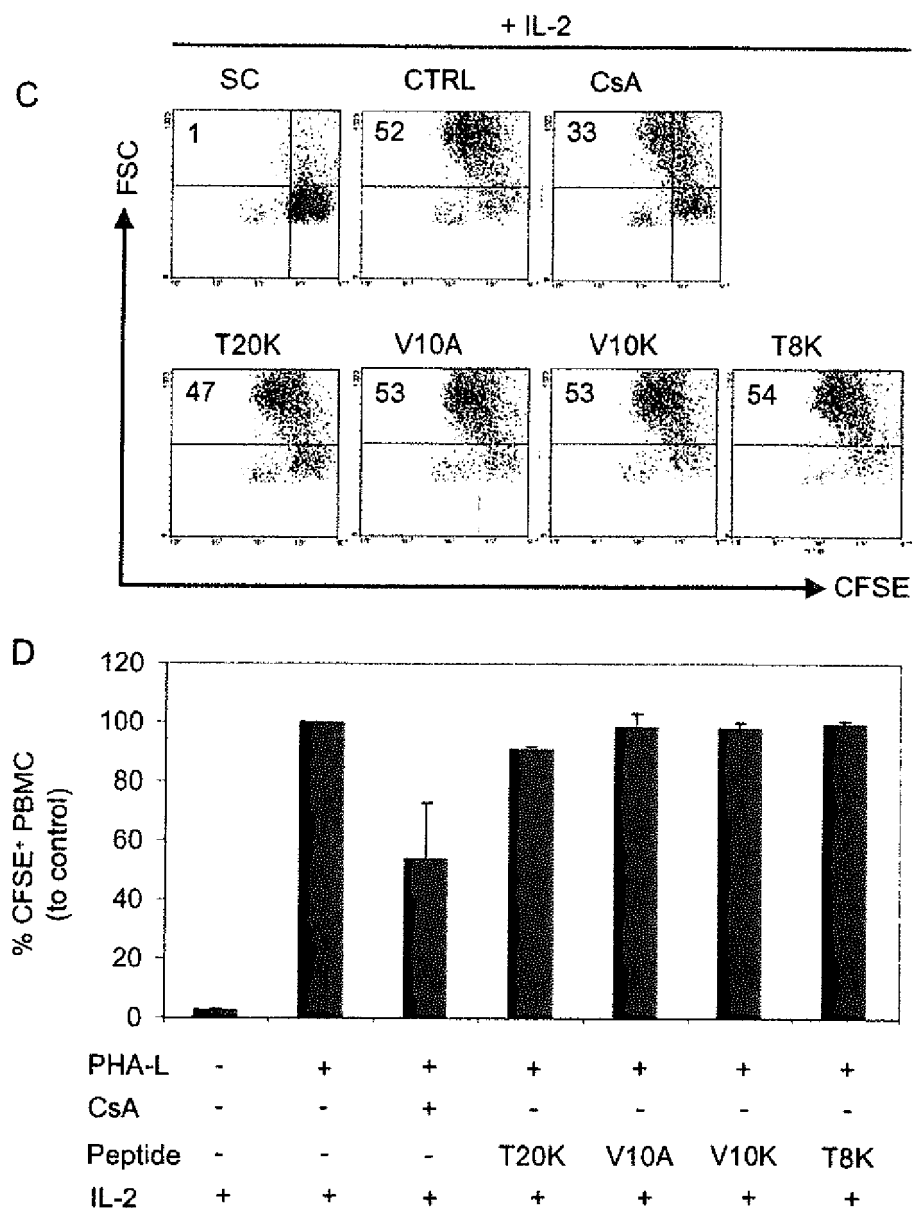 + IL-2
C
SC CTRL CsA
1 52 33
FSC
T20K V10A V10K T8K
47 53 53 54
CFSE
D
% CFSE+ PBMC
(to control)
120
100
80
60
40
20
0
PHA-L - + + + + + +
CsA - - + - - - -
Peptide - - - T20K V10A V10K T8K
IL-2 + + + + + + +